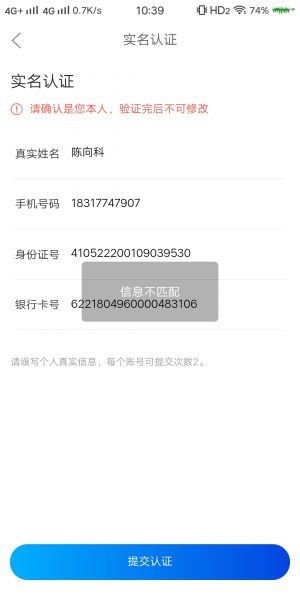 4G+ 4G 0.7K/s 10:39 HD2 74%
实名认证
实名认证
请确认是您本人，验证完后不可修改
真实姓名 陈向科
手机号码 18317747907
身份证号 410522200109039530
信息不匹配
银行卡号 6221804960000483106
请填写个人真实信息，每个账号可提交次数2。
提交认证